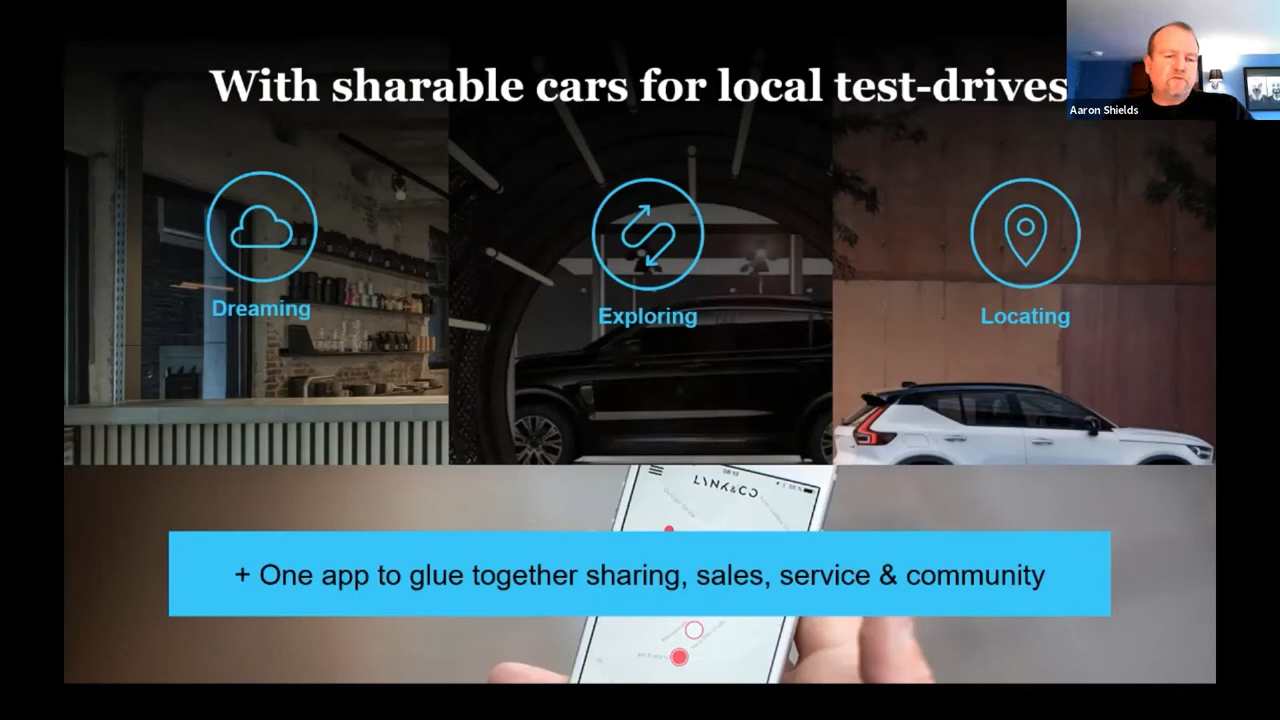 With sharable cars for local test-drives
Aaron Shields
Dreaming
Exploring
Locating
LYNK&CO
+ One app to glue together sharing, sales, service & community